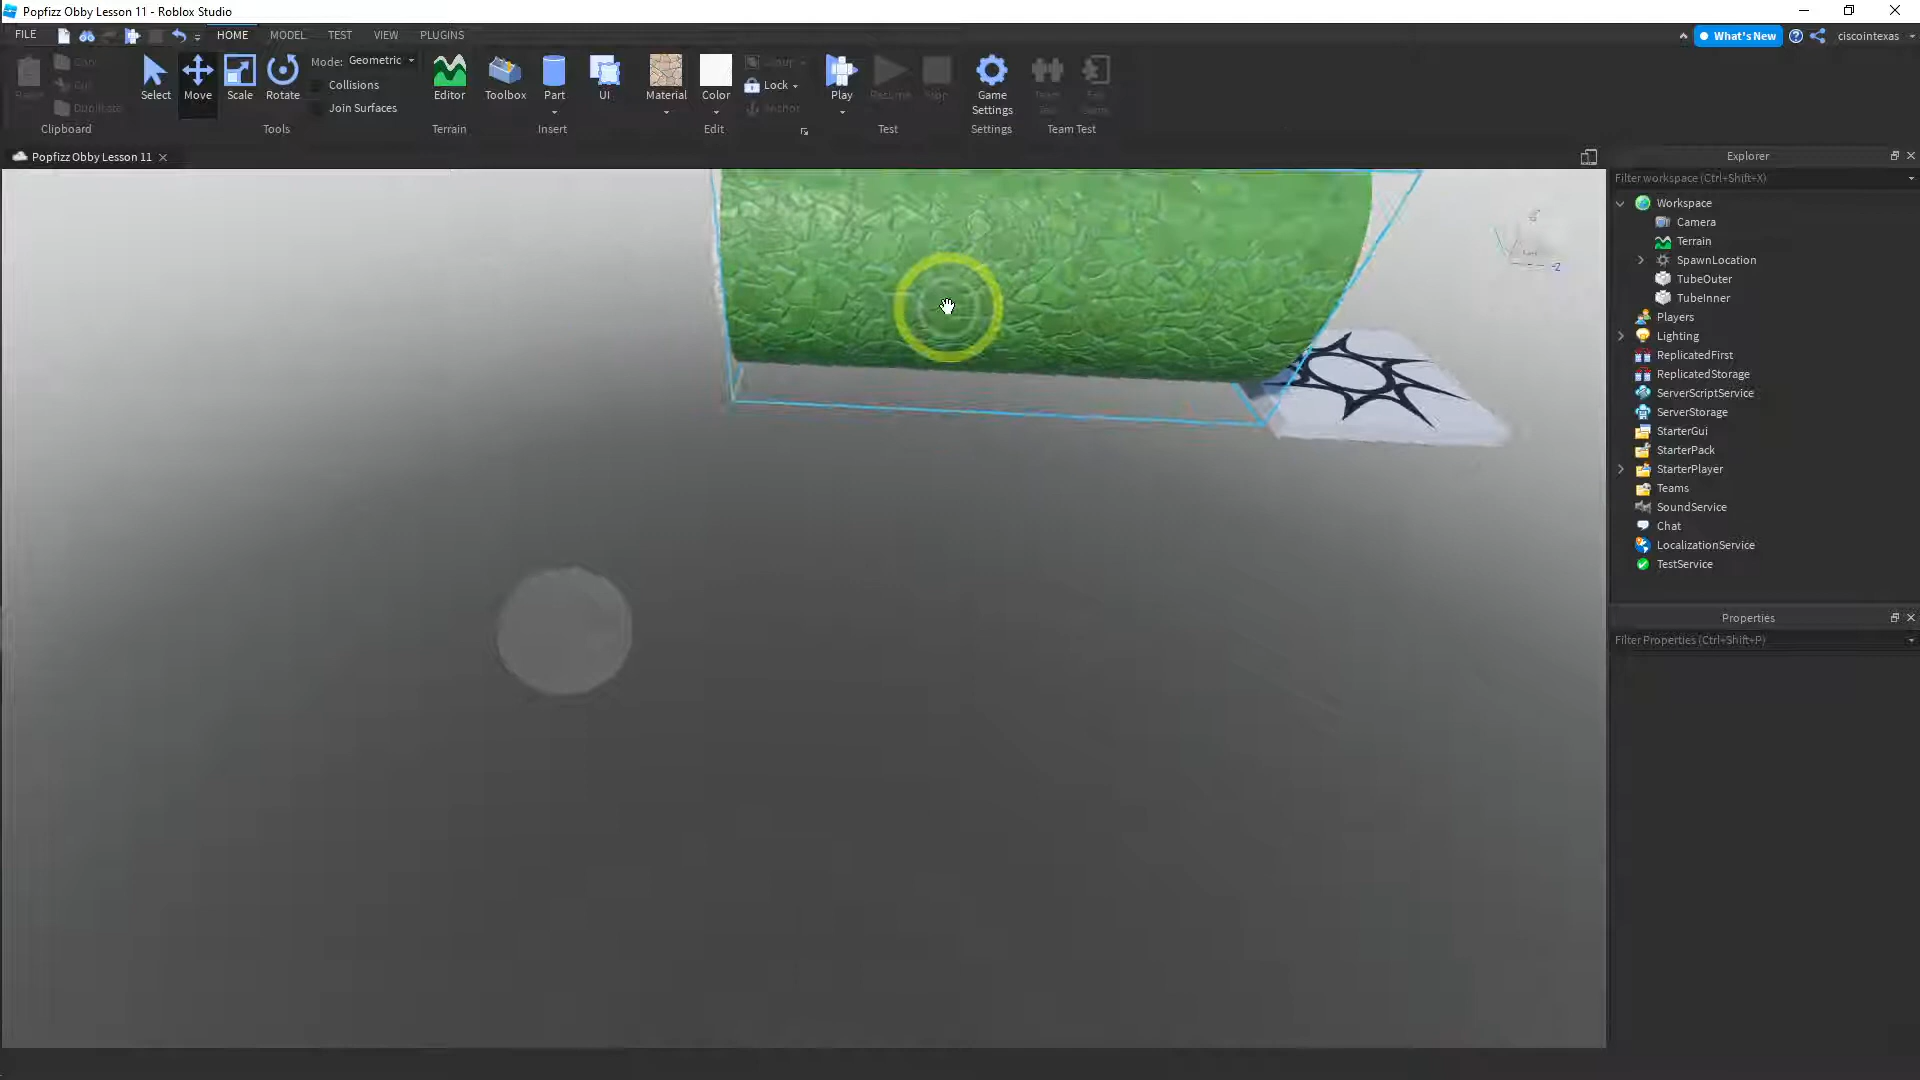 Popfizz Obby Lesson 11 - Roblox Studio
FILE HOME MODEL TEST VIEW PLUGINS What's New ciscointexas
Mode: Geometric
Collisions
Join Surfaces
Select Move Scale Rotate Editor Toolbox Part UI Material Color Lock Play Resume Stop Game Settings
Duplicate
Clipboard Tools Terrain Insert Edit Test Settings Team Test
Popfizz Obby Lesson 11
Explorer
Filter workspace (Ctrl+Shift+X)
Workspace
Camera
Terrain
SpawnLocation
TubeOuter
TubeInner
Players
Lighting
ReplicatedFirst
ReplicatedStorage
ServerScriptService
ServerStorage
StarterGui
StarterPack
StarterPlayer
Teams
SoundService
Chat
LocalizationService
TestService
Properties
Filter Properties (Ctrl+Shift+P)